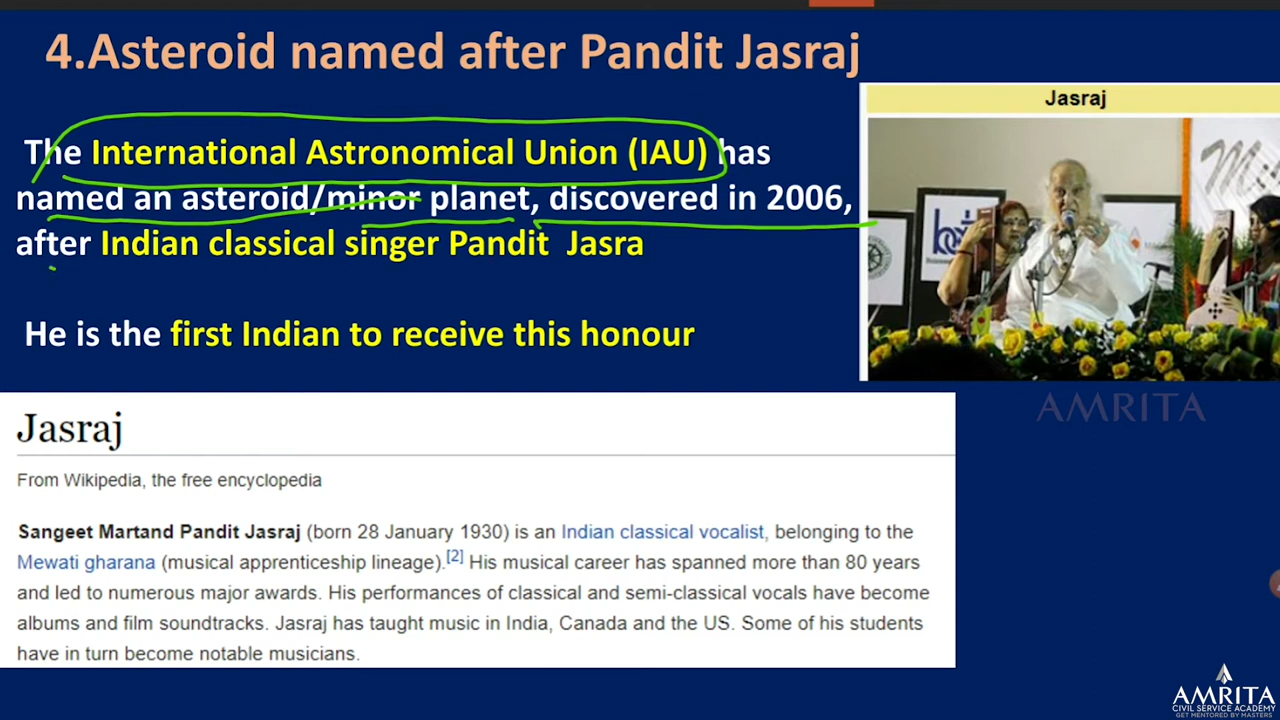 4.Asteroid named after Pandit Jasraj
The International Astronomical Union (IAU) has
named an asteroid/minor planet, discovered in 2006,
after Indian classical singer Pandit Jasra
He is the first Indian to receive this honour
Jasraj
Jasraj
From Wikipedia, the free encyclopedia
Sangeet Martand Pandit Jasraj (born 28 January 1930) is an Indian classical vocalist, belonging to the
Mewati gharana (musical apprenticeship lineage).[2] His musical career has spanned more than 80 years
and led to numerous major awards. His performances of classical and semi-classical vocals have become
albums and film soundtracks. Jasraj has taught music in India, Canada and the US. Some of his students
have in turn become notable musicians.
AMRITA
AMRITA
CIVIL SERVICE ACADEMY
GET MENTORED BY MASTERS